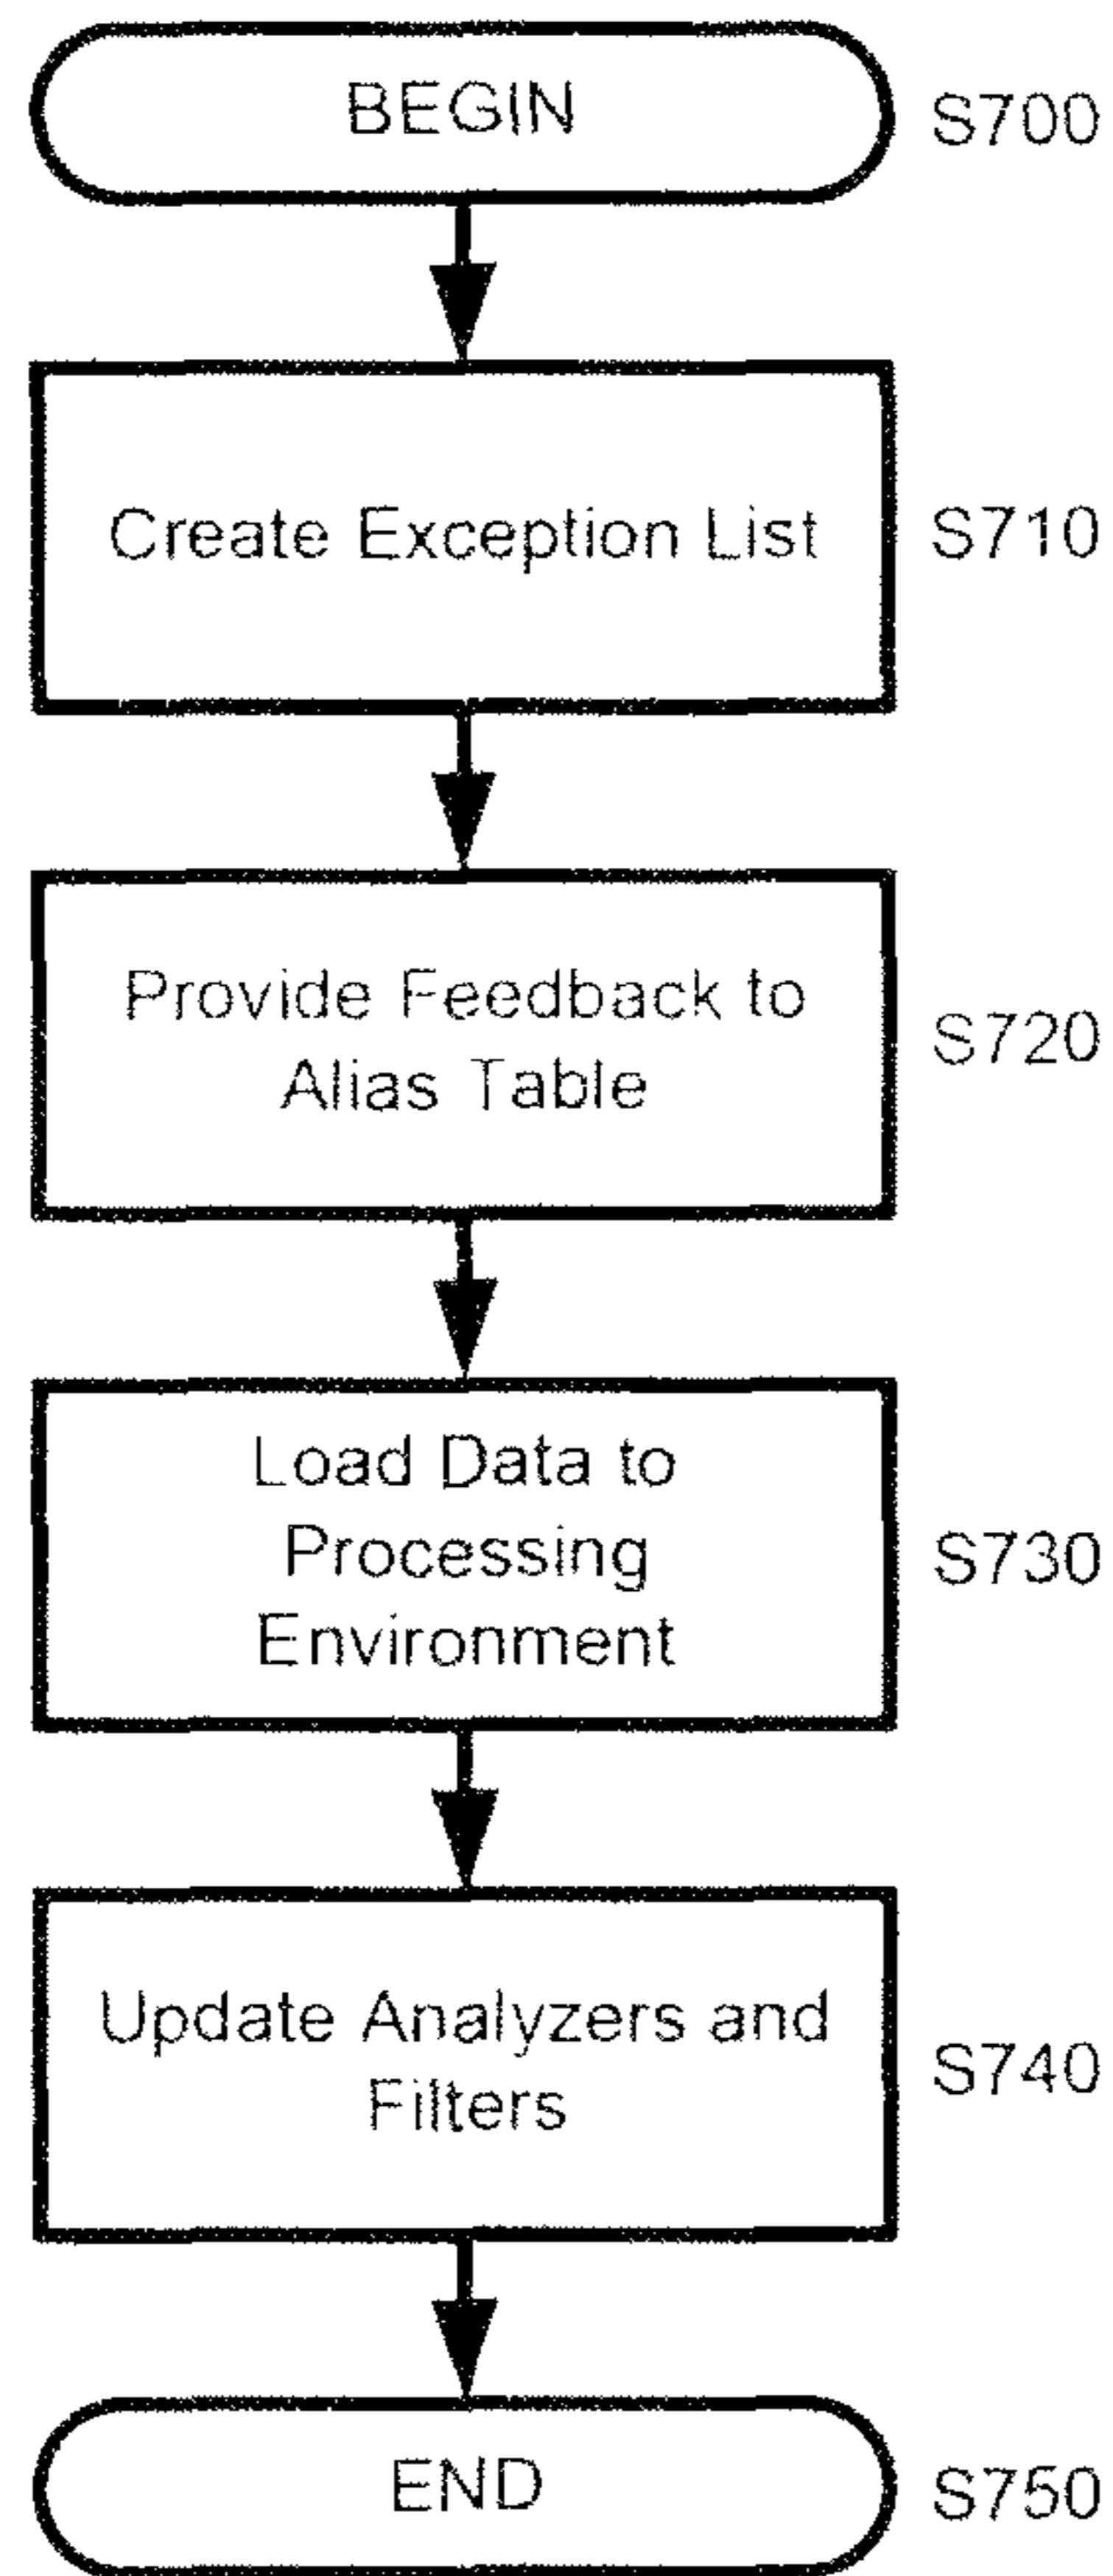 BEGIN
S700
Create Exception List
S710
Provide Feedback to
Alias Table
S720
Load Data to
Processing
Environment
S730
Update Analyzers and
Filters
S740
END
S750